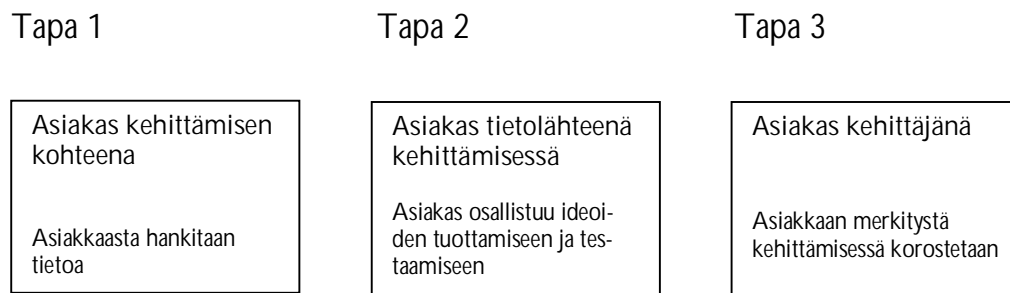 Tapa 1
Tapa 2
Tapa 3
Asiakas kehittämisen
kohteena
Asiakkaasta hankitaan
tietoa
Asiakas tietolähteenä
kehittämisessä
Asiakas osallistuu ideoi-
den tuottamiseen ja tes-
taamiseen
Asiakas kehittäjänä
Asiakkaan merkitystä
kehittämisessä korostetaan